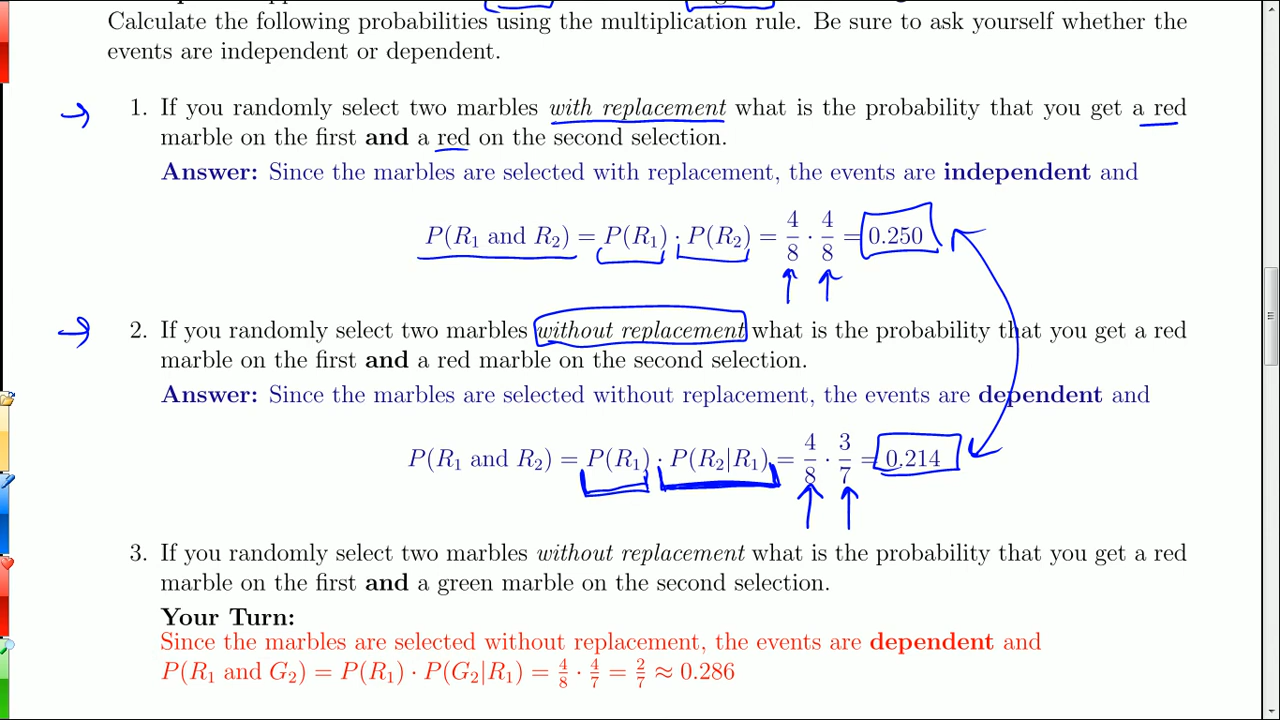 Calculate the following probabilities using the multiplication rule. Be sure to ask yourself whether the
events are independent or dependent.
1. If you randomly select two marbles with replacement what is the probability that you get a red
marble on the first and a red on the second selection.
Answer: Since the marbles are selected with replacement, the events are independent and
P(R₁ and R₂) = P(R₁) · P(R₂) = 4/8 · 4/8 = 0.250
2. If you randomly select two marbles without replacement what is the probability that you get a red
marble on the first and a red marble on the second selection.
Answer: Since the marbles are selected without replacement, the events are dependent and
P(R₁ and R₂) = P(R₁) · P(R₂|R₁) = 4/8 · 3/7 = 0.214
3. If you randomly select two marbles without replacement what is the probability that you get a red
marble on the first and a green marble on the second selection.
Your Turn:
Since the marbles are selected without replacement, the events are dependent and
P(R₁ and G₂) = P(R₁) · P(G₂|R₁) = 4/8 · 4/7 = 2/7 ≈ 0.286